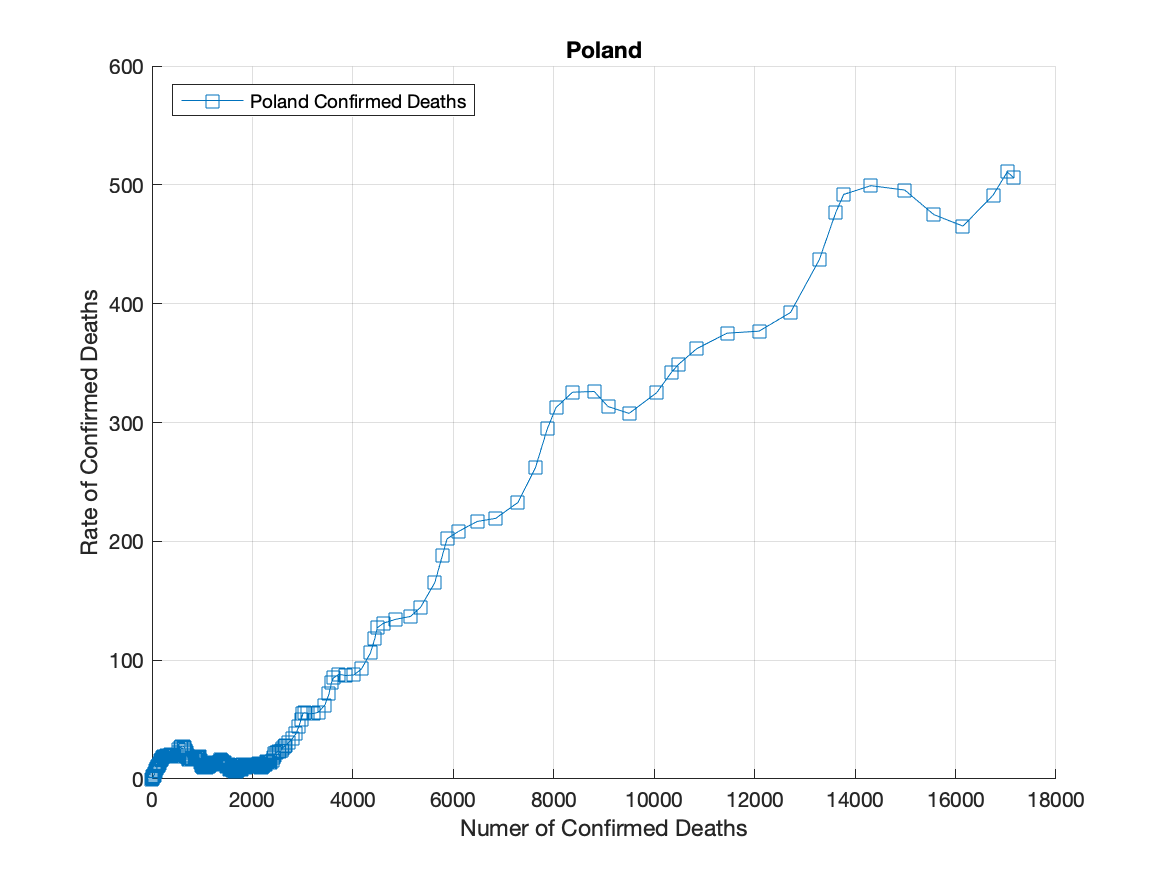 Poland
Poland Confirmed Deaths
Rate of Confirmed Deaths
600
500
400
300
200
100
0
0 2000 4000 6000 8000 10000 12000 14000 16000 18000
Numer of Confirmed Deaths